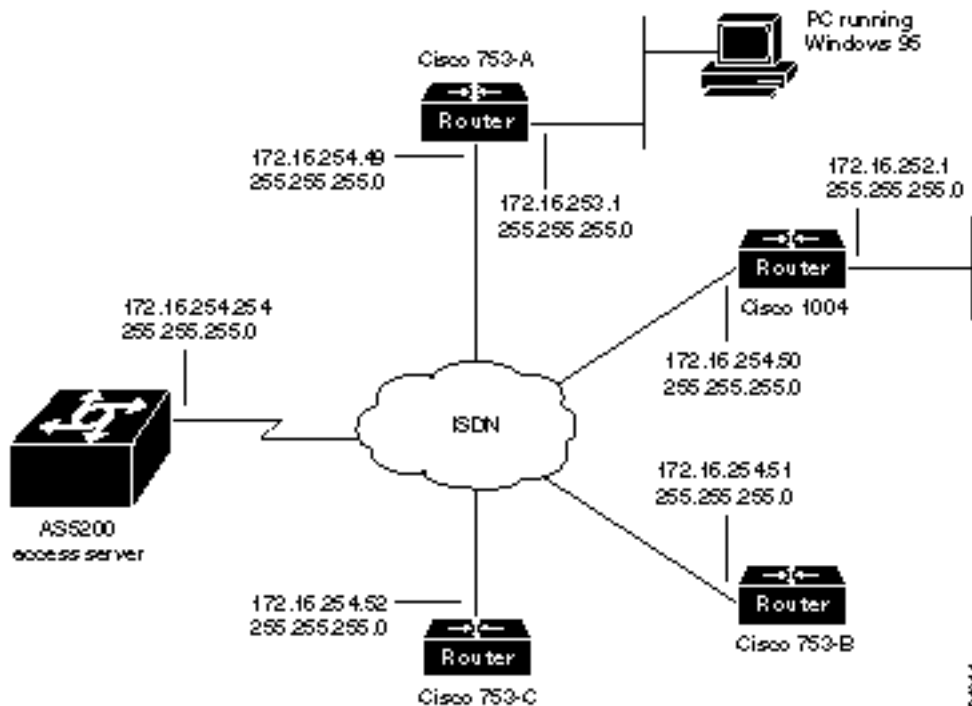 PC running
Windows 95
Cisco 753-A
Router
172.16.254.49
255.255.255.0
172.16.253.1
255.255.255.0
172.16.252.1
255.255.255.0
Router
Cisco 1004
172.16.254.254
255.255.255.0
172.16.254.50
255.255.255.0
ISDN
172.16.254.51
255.255.255.0
AS5200
access server
172.16.254.52
255.255.255.0
Router
Cisco 753-B
Router
Cisco 753-C